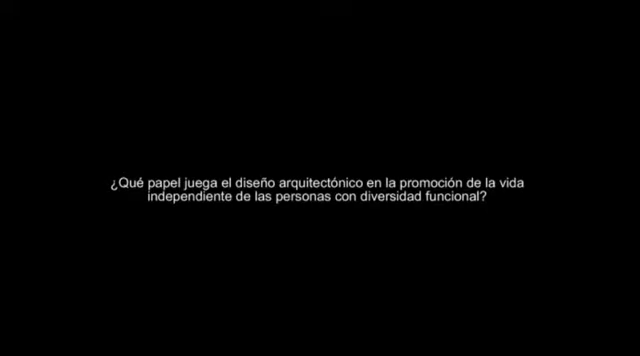 ¿Qué papel juega el diseño arquitectónico en la promoción de la vida
independiente de las personas con diversidad funcional?